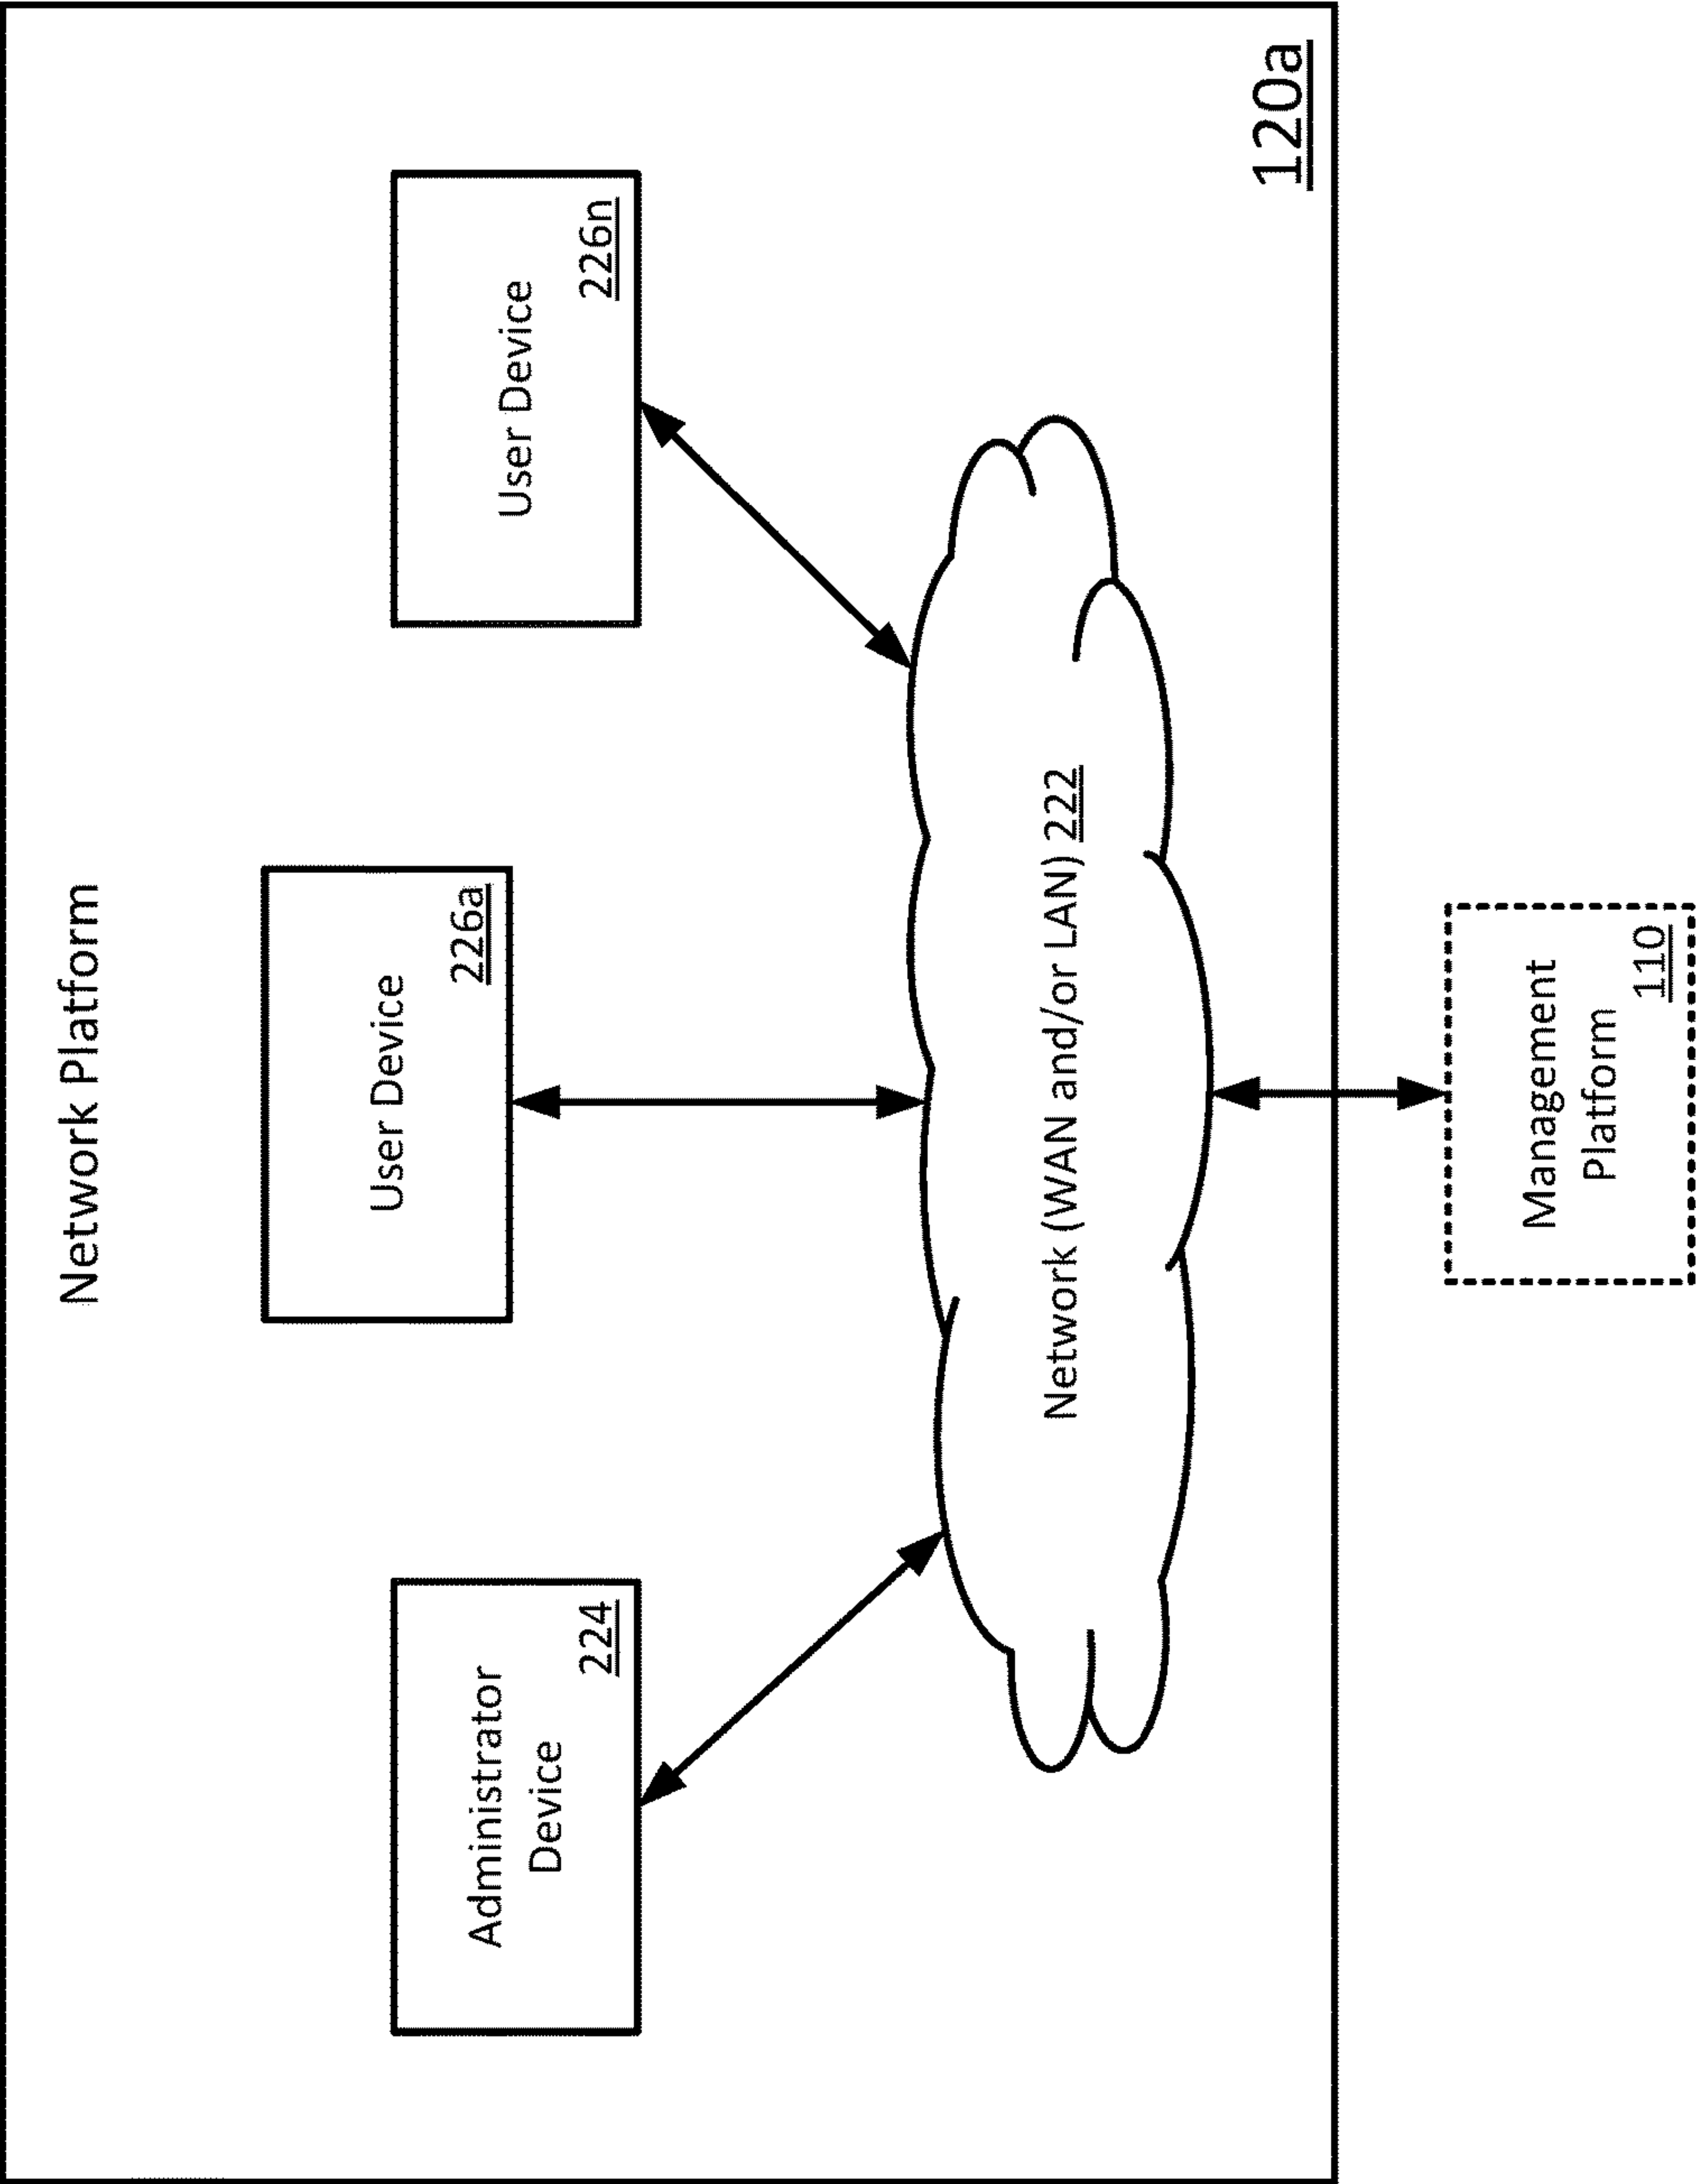 Network Platform
User Device
226a
Administrator
Device
224
User Device
226n
Network (WAN and/or LAN) 222
120a
Management
Platform
110